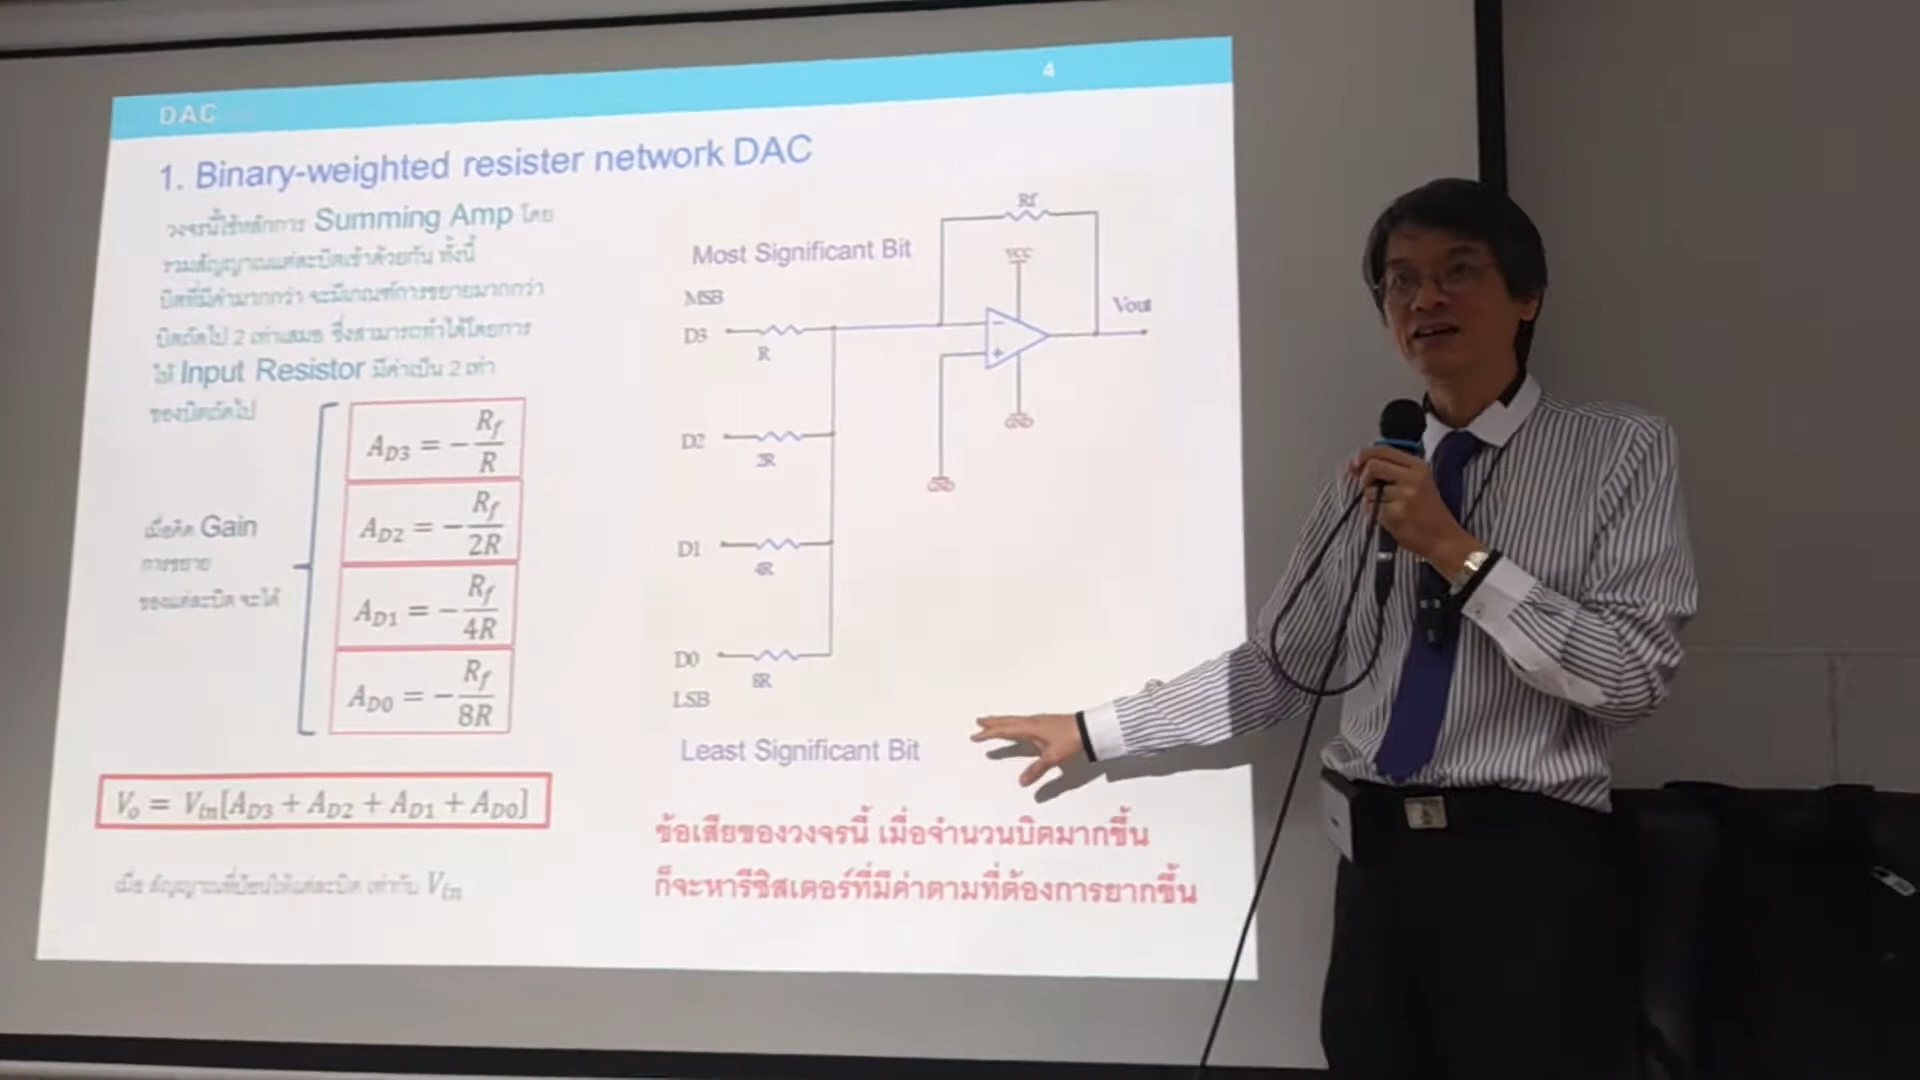 DAC
4
1. Binary-weighted resister network DAC
วงจรนี้ใช้หลักการ Summing Amp โดย
รวมสัญญาณแต่ละบิตเข้าด้วยกัน ทั้งนี้
บิตที่มีค่ามากกว่า จะมีเกณฑ์การขยายมากกว่า
บิตถัดไป 2 เท่าเสมอ ซึ่งสามารถทำได้โดยการ
ให้ Input Resistor มีค่าเป็น 2 เท่า
ของบิตถัดไป
เมื่อคิด Gain
การขยาย
ของแต่ละบิต จะได้
A_{D3} = -\frac{R_f}{R}
A_{D2} = -\frac{R_f}{2R}
A_{D1} = -\frac{R_f}{4R}
A_{D0} = -\frac{R_f}{8R}
V_o = V_{in}[A_{D3} + A_{D2} + A_{D1} + A_{D0}]
เมื่อ สัญญาณที่ป้อนให้แต่ละบิต เท่ากับ V_{in}
Most Significant Bit
MSB
D3
R
D2
2R
D1
4R
D0
8R
LSB
Least Significant Bit
Rf
VCC
-
+
Vout
GND
GND
ข้อเสียของวงจรนี้ เมื่อจำนวนบิตมากขึ้น
ก็จะหารีซิสเตอร์ที่มีค่าตามที่ต้องการยากขึ้น